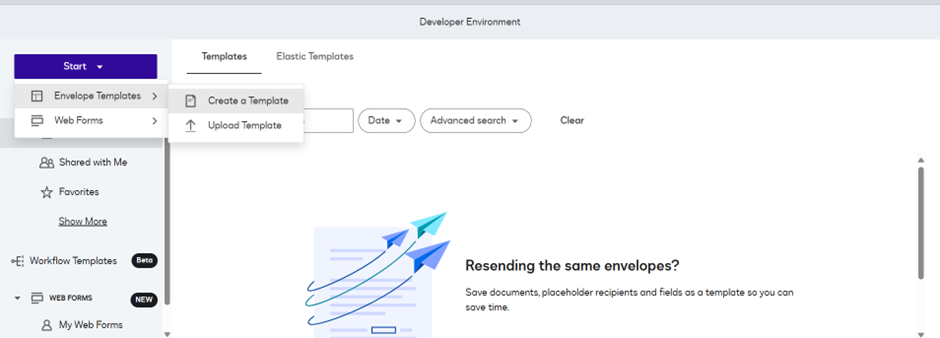 Developer Environment
Start
Templates
Elastic Templates
Envelope Templates
Create a Template
Web Forms
Upload Template
Date
Advanced search
Clear
Shared with Me
Favorites
Show More
Workflow Templates Beta
WEB FORMS NEW
My Web Forms
Resending the same envelopes?
Save documents, placeholder recipients and fields as a template so you can
save time.